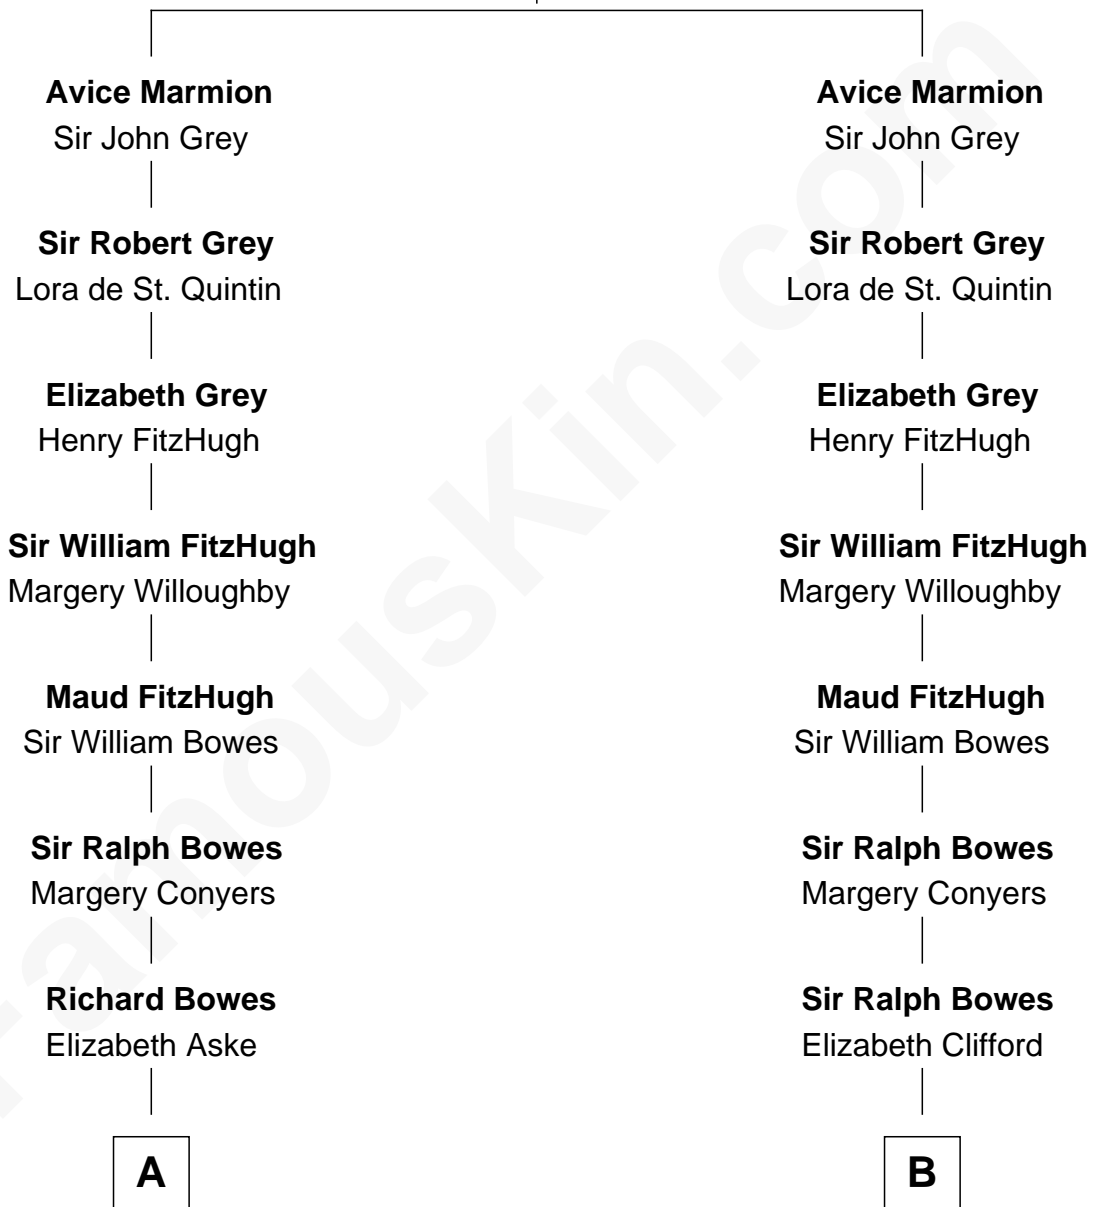 Avice Marmion
Sir John Grey
Sir Robert Grey
Lora de St. Quintin
Elizabeth Grey
Henry FitzHugh
Sir William FitzHugh
Margery Willoughby
Maud FitzHugh
Sir William Bowes
Sir Ralph Bowes
Margery Conyers
Richard Bowes
Elizabeth Aske
A
Avice Marmion
Sir John Grey
Sir Robert Grey
Lora de St. Quintin
Elizabeth Grey
Henry FitzHugh
Sir William FitzHugh
Margery Willoughby
Maud FitzHugh
Sir William Bowes
Sir Ralph Bowes
Margery Conyers
Sir Ralph Bowes
Elizabeth Clifford
B
FamousKin.com